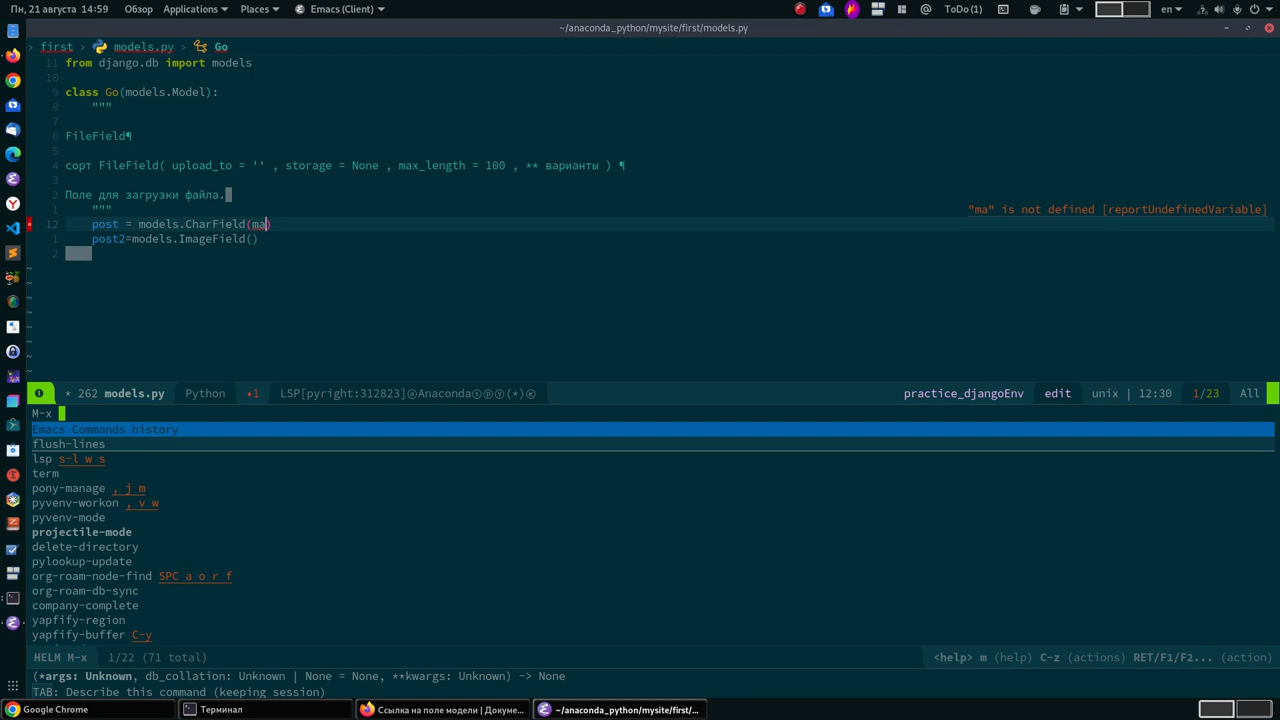 Пн, 21 августа 14:59 Обзор Applications Places Emacs (Client) ToDo(1) en
~/anaconda_python/mysite/first/models.py
› first › models.py › Go
11 from django.db import models
10
9 class Go(models.Model):
8 """
7
6 FileField¶
5
4 сорт FileField( upload_to = '' , storage = None , max_length = 100 , ** варианты ) ¶
3
2 Поле для загрузки файла.
1 """ "ma" is not defined [reportUndefinedVariable]
12 post = models.CharField(ma)
1 post2=models.ImageField()
2
~
~
~
~
~
~
~
~
* 262 models.py Python •1 LSP[pyright:312823]ⓐAnacondaⓢⓟⓨ(*)Ⓚ practice_djangoEnv edit unix | 12:30 1/23 All
M-x
Emacs Commands history
flush-lines
lsp s-l w s
term
pony-manage , j m
pyvenv-workon , v w
pyvenv-mode
projectile-mode
delete-directory
pylookup-update
org-roam-node-find SPC a o r f
org-roam-db-sync
company-complete
yapfify-region
yapfify-buffer C-y
HELM M-x 1/22 (71 total) <help> m (help) C-z (actions) RET/F1/F2... (action)
(*args: Unknown, db_collation: Unknown | None = None, **kwargs: Unknown) -> None
TAB: Describe this command (keeping session)
Google Chrome Терминал Ссылка на поле модели | Докуме... ~/anaconda_python/mysite/first/...